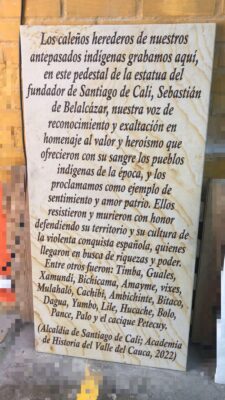 Los caleños herederos de nuestros
antepasados indígenas grabamos aquí,
en este pedestal de la estatua del
fundador de Santiago de Cali, Sebastián
de Belalcázar, nuestra voz de
reconocimiento y exaltación en
homenaje al valor y heroísmo que
ofrecieron con su sangre los pueblos
indígenas de la época, y los
proclamamos como ejemplo de
sentimiento y amor patrio. Ellos
resistieron y murieron con honor
defendiendo su territorio y su cultura de
la violenta conquista española, quienes
llegaron en busca de riquezas y poder.
Entre otros fueron: Timba, Guales,
Xamundi, Bichicama, Amayme, vixes,
Mulahaló, Cachibi, Ambichinte, Bitaco,
Dagua, Yumbo, Lile, Hucache, Bolo,
Pance, Palo y el cacique Petecuy.
(Alcaldía de Santiago de Cali; Academia
de Historia del Valle del Cauca, 2022)